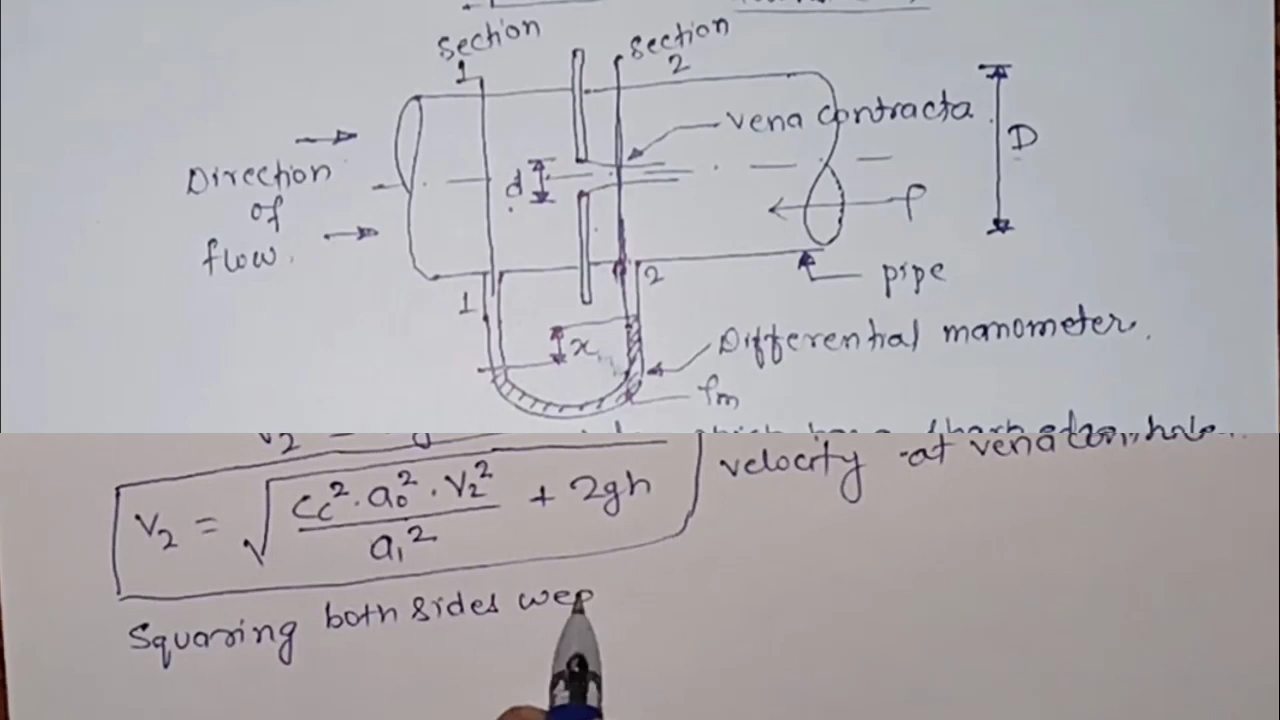 Section
1
Section
2
vena contracta
D
Direction
of
flow.
d
ρ
pipe
1
2
x
Differential manometer.
ρm
velocity at vena
V₂ = √((Cc² · a₀² · V₂²) / a₁² + 2gh)
Squaring both sides we